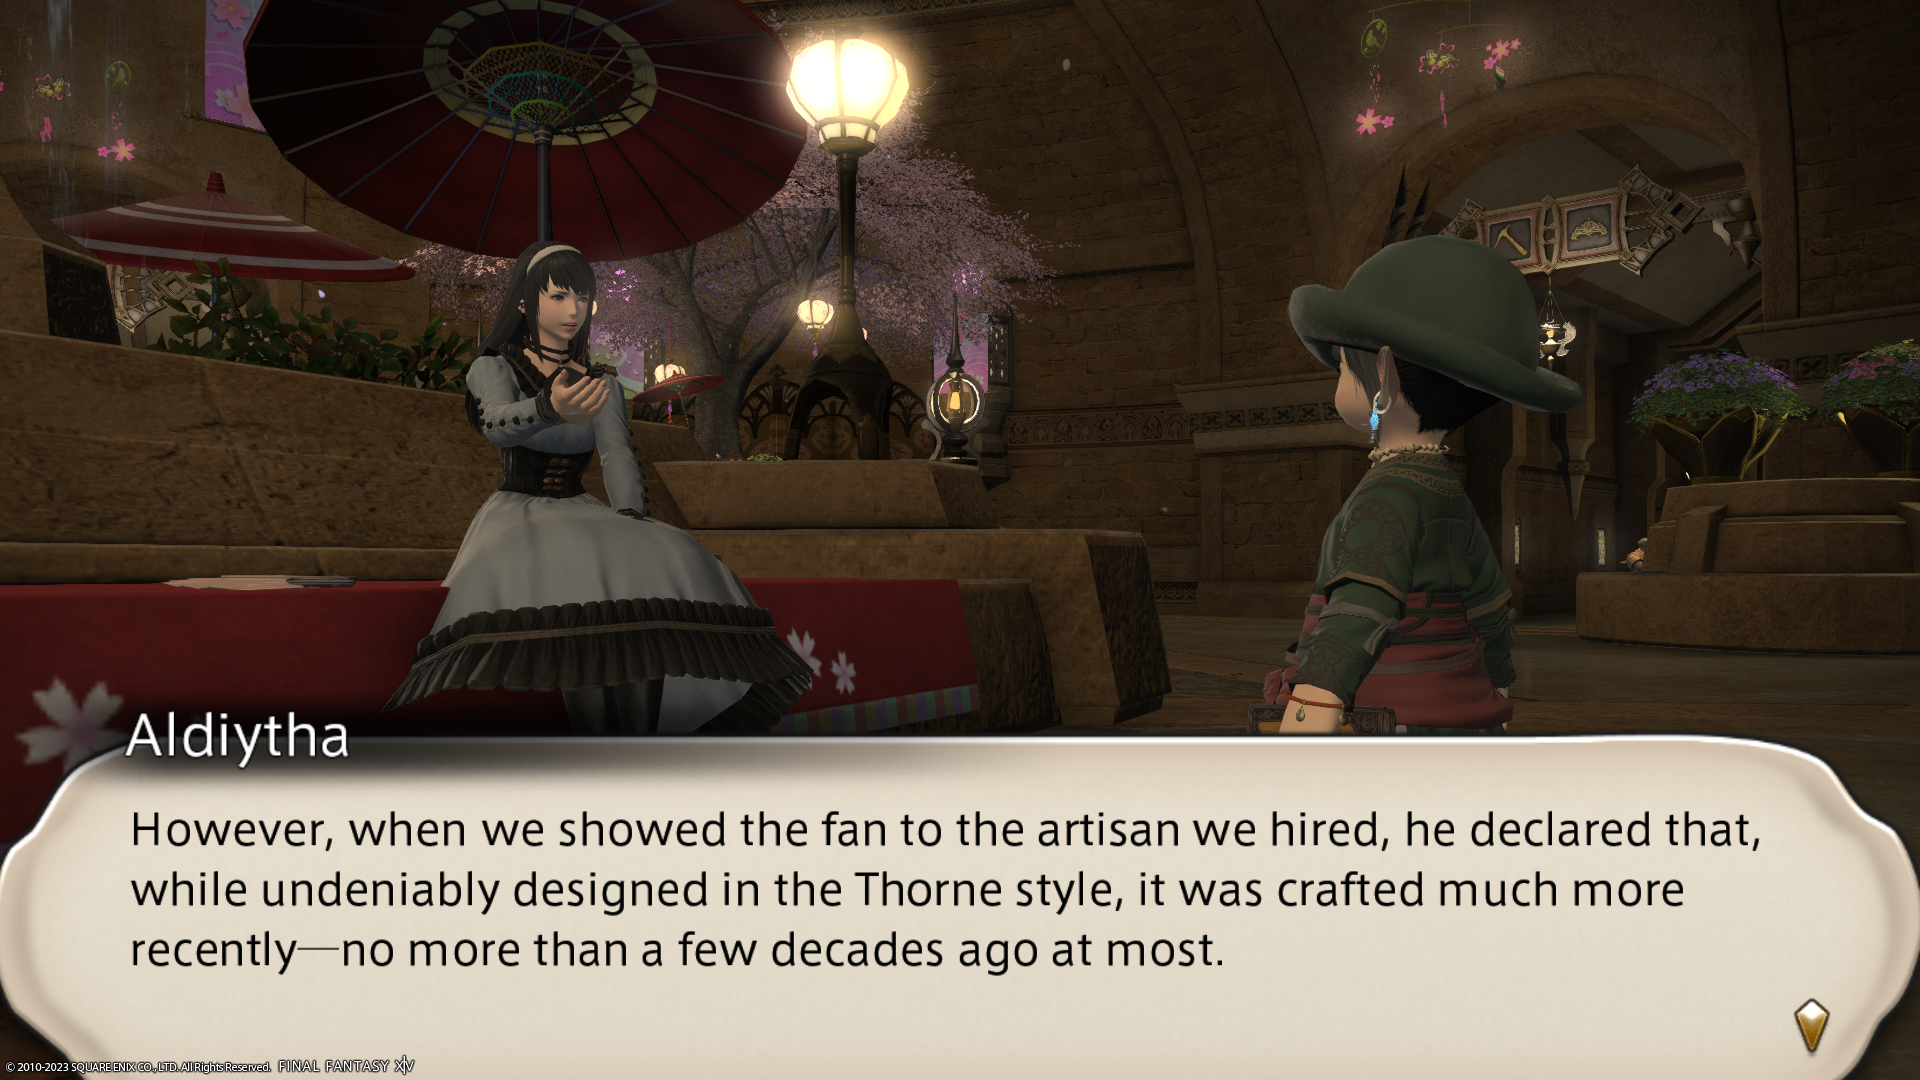 Aldiytha
However, when we showed the fan to the artisan we hired, he declared that,
while undeniably designed in the Thorne style, it was crafted much more
recently—no more than a few decades ago at most.
© 2010-2023 SQUARE ENIX CO., LTD. All Rights Reserved. FINAL FANTASY XIV